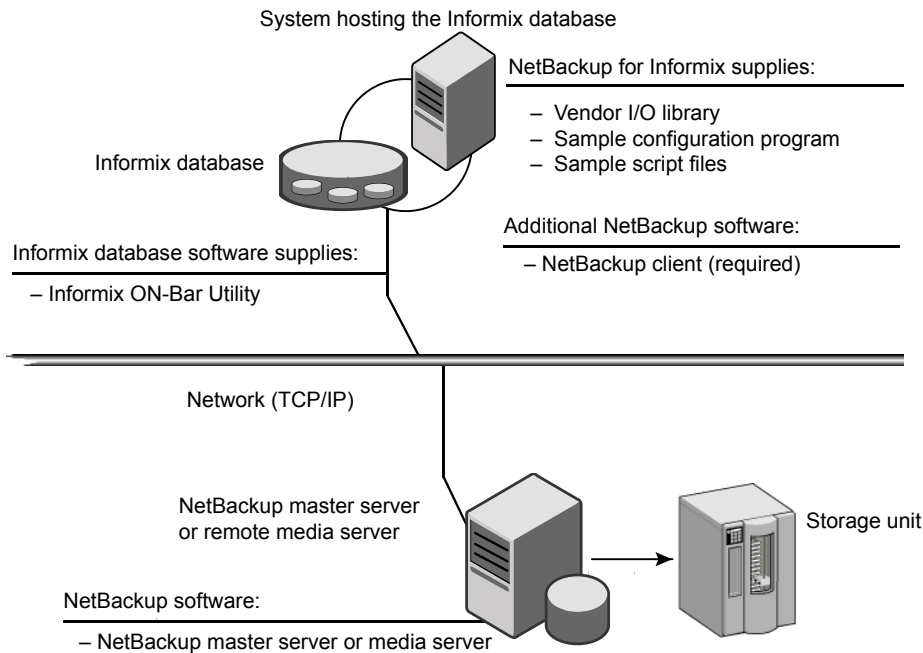 System hosting the Informix database
NetBackup for Informix supplies:
– Vendor I/O library
– Sample configuration program
– Sample script files
Informix database
Additional NetBackup software:
– NetBackup client (required)
Informix database software supplies:
– Informix ON-Bar Utility
Network (TCP/IP)
NetBackup master server
or remote media server
Storage unit
NetBackup software:
– NetBackup master server or media server